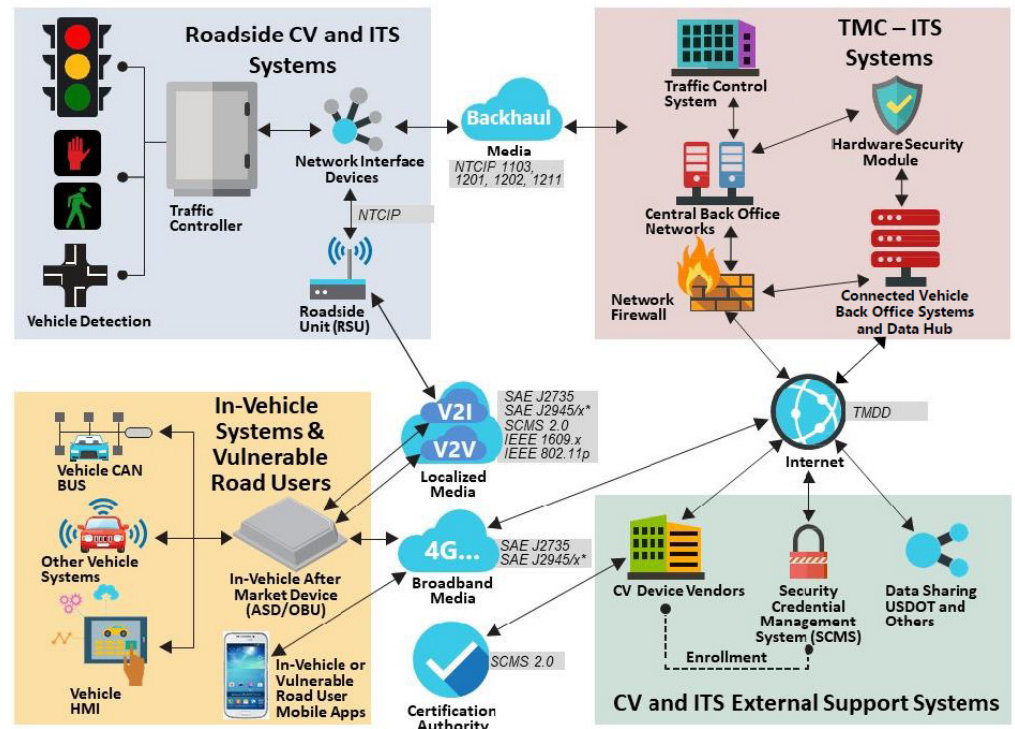 Roadside CV and ITS
Systems
Traffic
Controller
Network Interface
Devices
NTCIP
Vehicle Detection
Roadside
Unit (RSU)
Backhaul
Media
NTCIP 1103,
1201, 1202, 1211
TMC – ITS
Systems
Traffic Control
System
Hardware Security
Module
Central Back Office
Networks
Network
Firewall
Connected Vehicle
Back Office Systems
and Data Hub
In-Vehicle
Systems &
Vulnerable
Road Users
Vehicle CAN
BUS
Other Vehicle
Systems
In-Vehicle After
Market Device
(ASD/OBU)
Vehicle
HMI
In-Vehicle or
Vulnerable
Road User
Mobile Apps
V2I
V2V
Localized
Media
SAE J2735
SAE J2945/x*
SCMS 2.0
IEEE 1609.x
IEEE 802.11p
4G...
Broadband
Media
SAE J2735
SAE J2945/x*
SCMS 2.0
Certification
Authority
TMDD
Internet
CV Device Vendors
Security
Credential
Management
System (SCMS)
Data Sharing
USDOT and
Others
Enrollment
CV and ITS External Support Systems